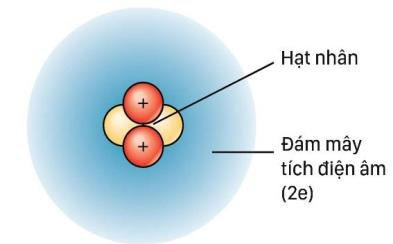 +
+
Hạt nhân
Đám mây
tích điện âm
(2e)